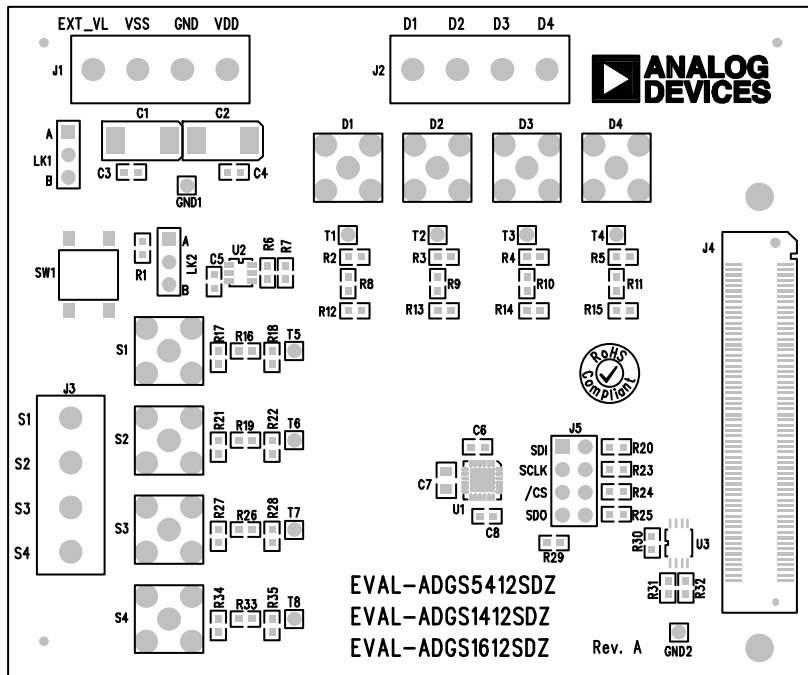 EXT_VL VSS GND VDD
J1
D1 D2 D3 D4
J2
ANALOG
DEVICES
C1 C2
A
LK1
B
C3 C4
GND1
D1 D2 D3 D4
T1 T2 T3 T4
R2 R3 R4 R5
R8 R9 R10 R11
R12 R13 R14 R15
J4
SW1
R1
A
LK2
B
C5
U2
R6
R7
S1
R17
R16
R18
T5
RoHS
Compliant
J3
S1
S2
S3
S4
S2
R21
R19
R22
T6
S3
R27
R26
R28
T7
S4
R34
R33
R35
T8
C6
C7
U1
C8
J5
SDI
SCLK
/CS
SDO
R20
R23
R24
R25
R29
R30
U3
R31
R32
GND2
EVAL-ADGS5412SDZ
EVAL-ADGS1412SDZ
EVAL-ADGS1612SDZ
Rev. A